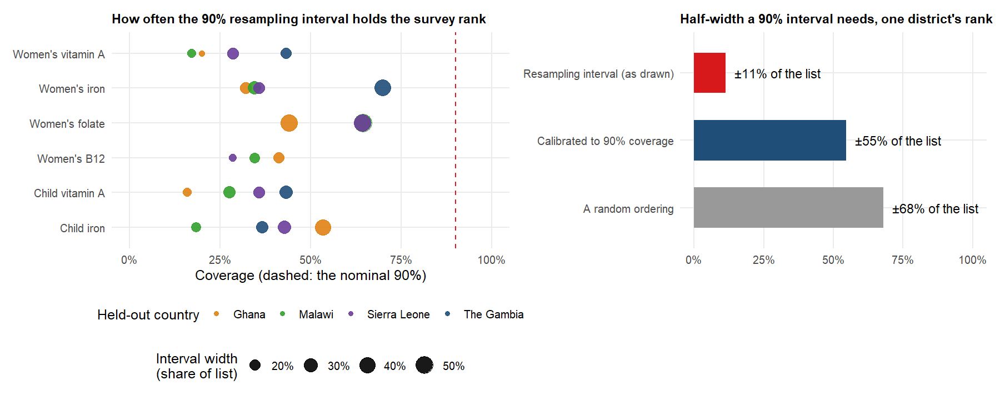 How often the 90% resampling interval holds the survey rank
Women's vitamin A
Women's iron
Women's folate
Women's B12
Child vitamin A
Child iron
0% 25% 50% 75% 100%
Coverage (dashed: the nominal 90%)
Held-out country Ghana Malawi Sierra Leone The Gambia
Interval width
(share of list)
20% 30% 40% 50%
Half-width a 90% interval needs, one district's rank
Resampling interval (as drawn) ±11% of the list
Calibrated to 90% coverage ±55% of the list
A random ordering ±68% of the list
0% 25% 50% 75% 100%